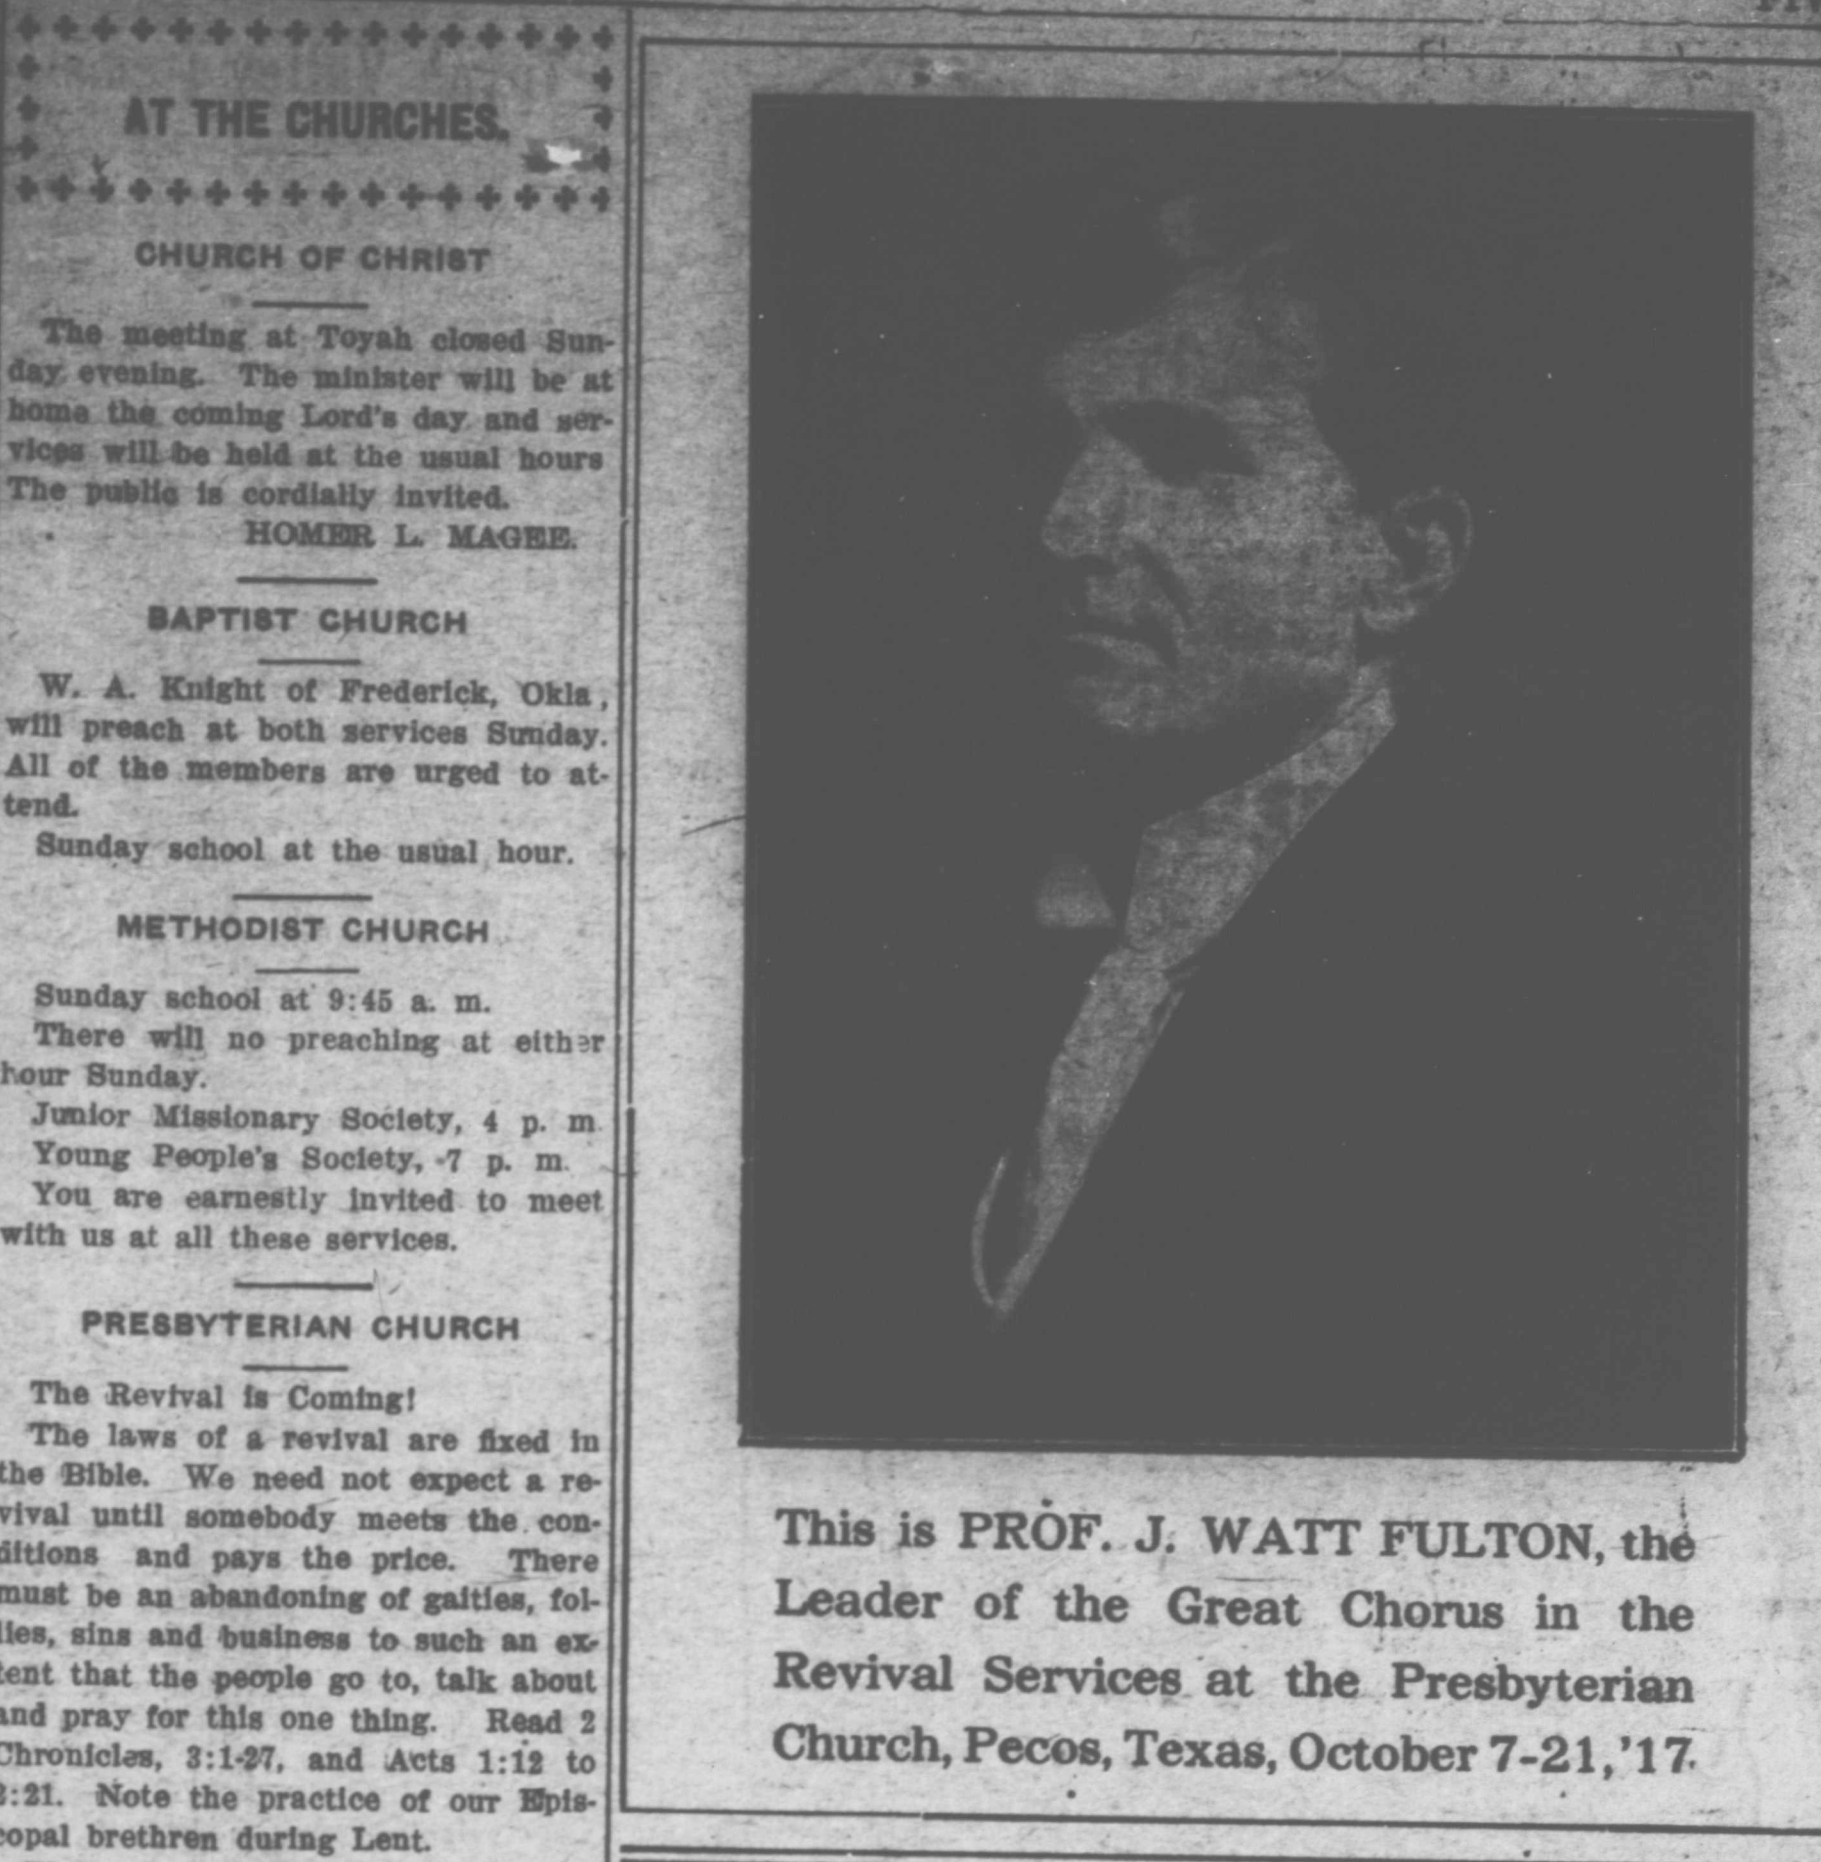 AT THE CHURCHES.
CHURCH OF CHRIST
The meeting at Toyah closed Sun-
day evening. The minister will be at
home the coming Lord's day and ser-
vices will be held at the usual hours
The public is cordially invited.
HOMER L. MAGEE.
BAPTIST CHURCH
W. A. Knight of Frederick, Okla,
will preach at both services Sunday.
All of the members are urged to at-
tend.
Sunday school at the usual hour.
METHODIST CHURCH
Sunday school at 9:45 a. m.
There will no preaching at either
hour Sunday.
Junior Missionary Society, 4 p. m.
Young People's Society, 7 p. m.
You are earnestly invited to meet
with us at all these services.
PRESBYTERIAN CHURCH
The Revival is Coming!
The laws of a revival are fixed in
the Bible. We need not expect a re-
vival until somebody meets the con-
ditions and pays the price. There
must be an abandoning of gaities, fol-
lies, sins and business to such an ex-
tent that the people go to, talk about
and pray for this one thing. Read 2
Chronicles, 3:1-27, and Acts 1:12 to
:21. Note the practice of our Epis-
copal brethren during Lent.
This is PROF. J. WATT FULTON, the
Leader of the Great Chorus in the
Revival Services at the Presbyterian
Church, Pecos, Texas, October 7-21, '17.